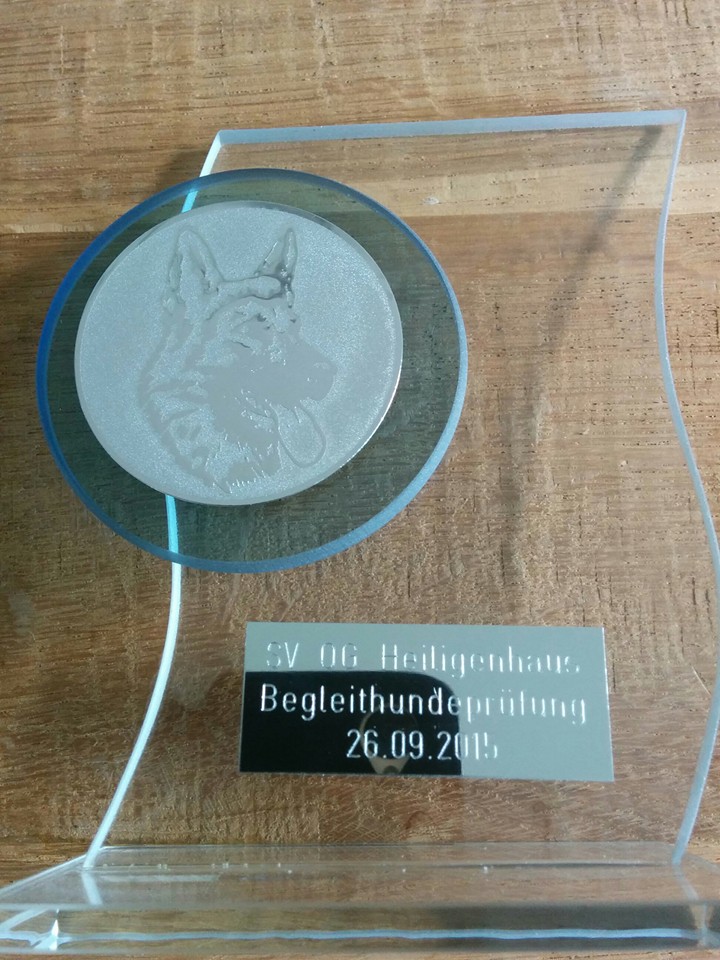 SV OG Heiligenhaus
Begleithundeprüfung
26.09.2015